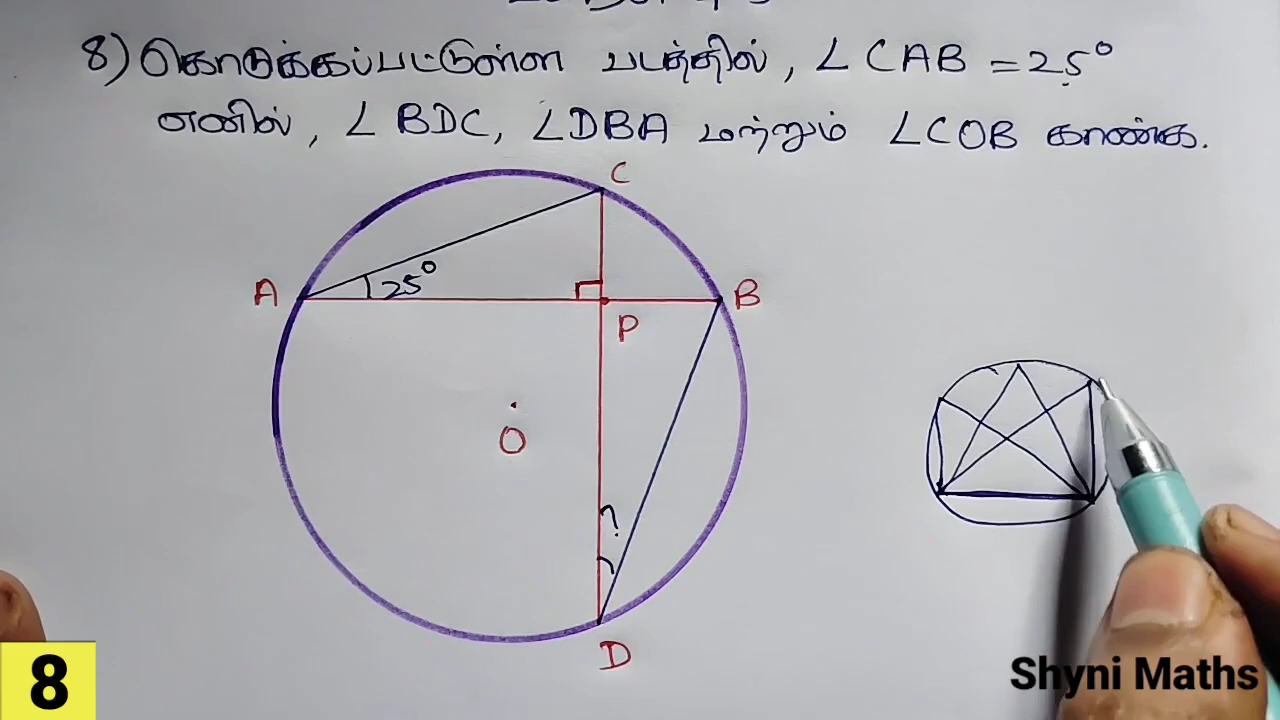 8) கொடுக்கப்பட்டுள்ள படத்தில், ∠CAB = 25°
எனில், ∠BDC, ∠DBA மற்றும் ∠COB காண்க.
C
A 25° B
P
O
?
D
8
Shyni Maths